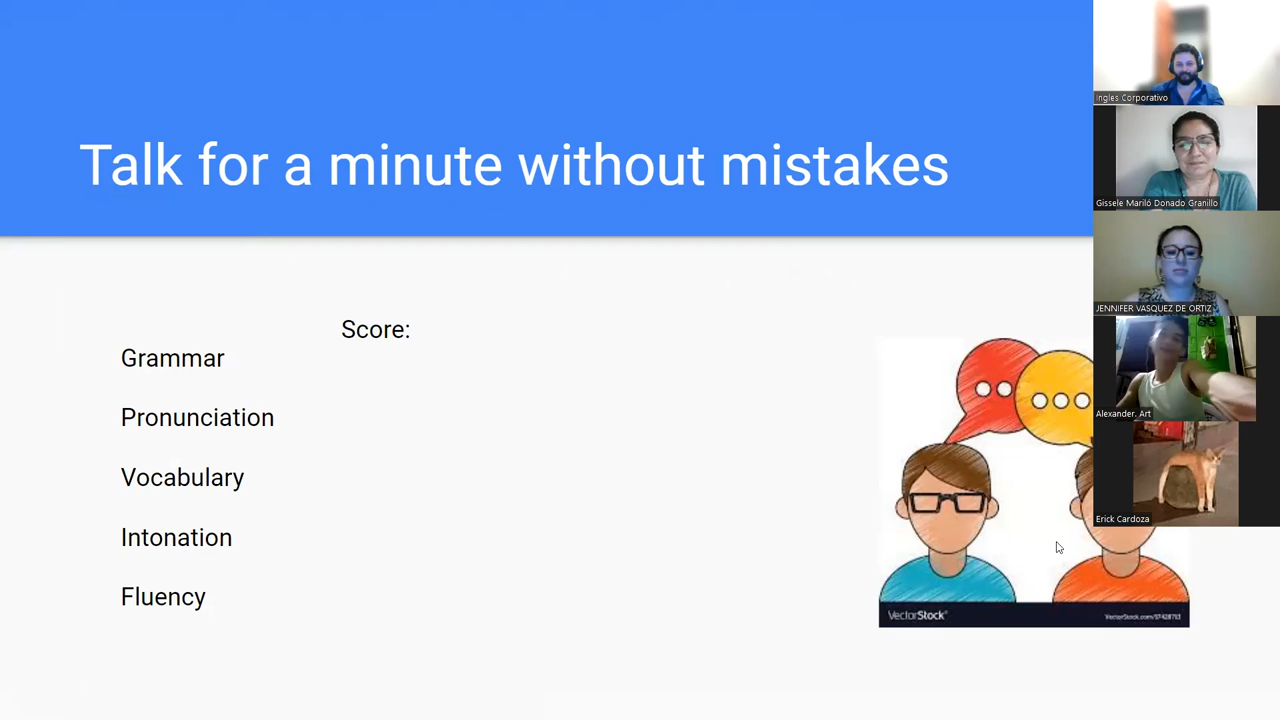 Talk for a minute without mistakes
Score:
Grammar
Pronunciation
Vocabulary
Intonation
Fluency
VectorStock®
Ingles Corporativo
Gissele Mariló Donado Granillo
JENNIFER VASQUEZ DE ORTIZ
Alexander. Art
Erick Cardoza